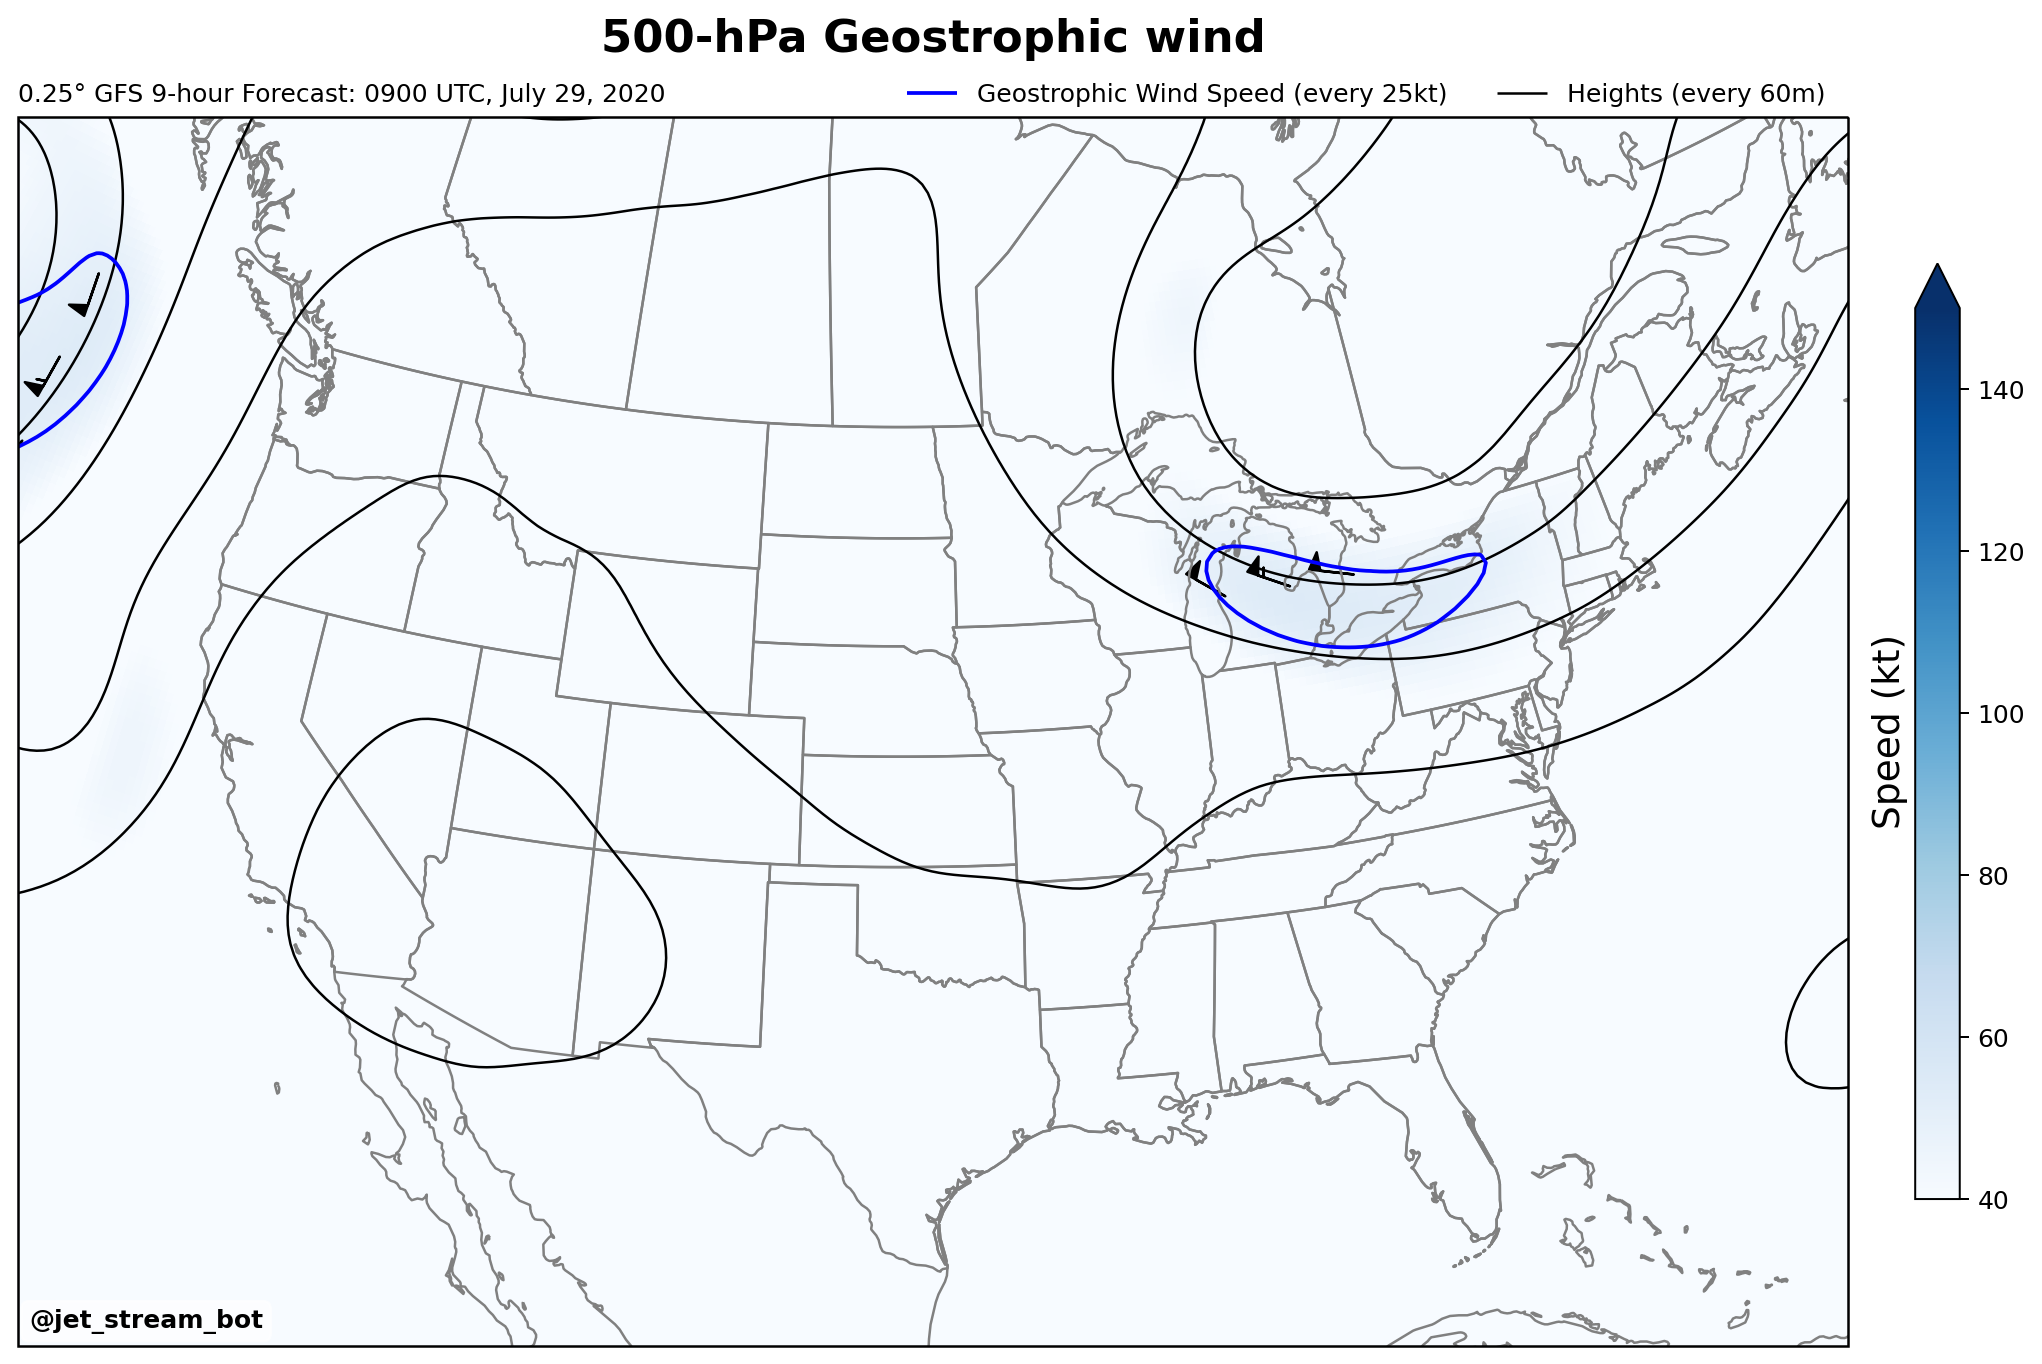 500-hPa Geostrophic wind
0.25° GFS 9-hour Forecast: 0900 UTC, July 29, 2020
Geostrophic Wind Speed (every 25kt)
Heights (every 60m)
140
120
100
80
60
40
Speed (kt)
@jet_stream_bot